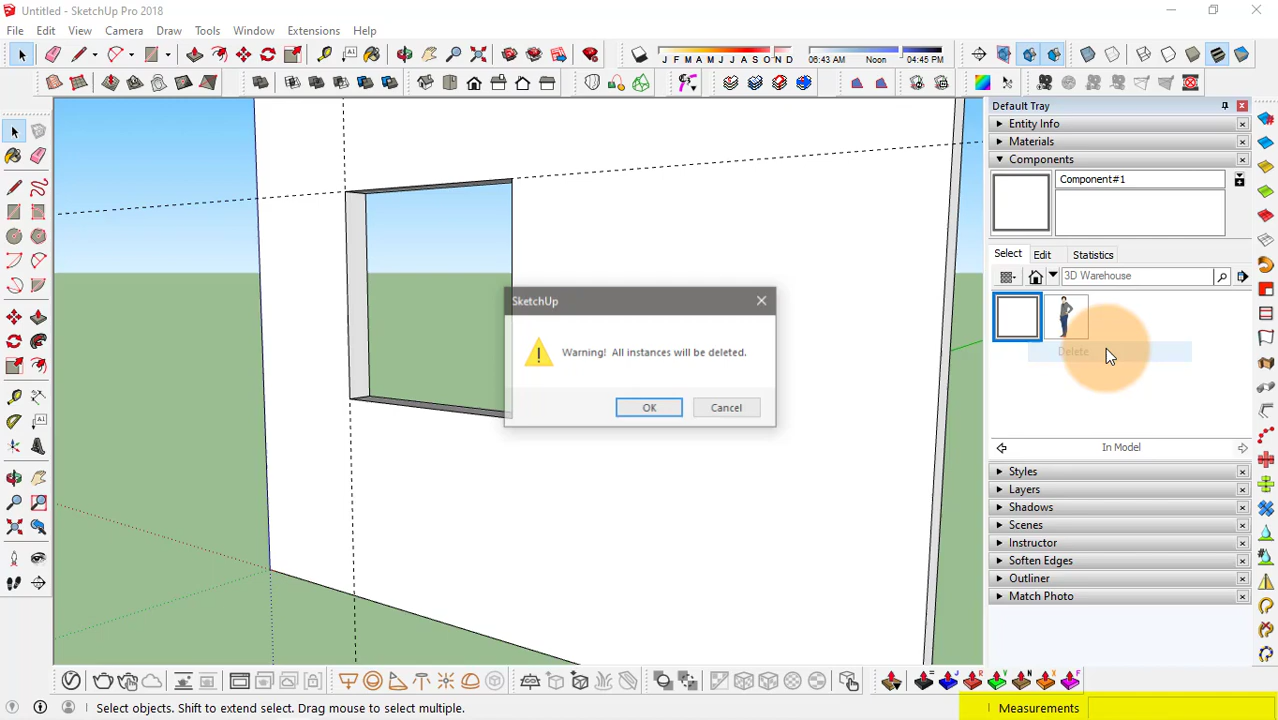 Untitled - SketchUp Pro 2018
File Edit View Camera Draw Tools Window Extensions Help
J F M A M J J A S O N D
06:43 AM Noon 04:45 PM
Default Tray
Entity Info
Materials
Components
Component#1
Select Edit Statistics
3D Warehouse
SketchUp
Warning! All instances will be deleted.
Delete
OK Cancel
In Model
Styles
Layers
Shadows
Scenes
Instructor
Soften Edges
Outliner
Match Photo
Select objects. Shift to extend select. Drag mouse to select multiple.
Measurements